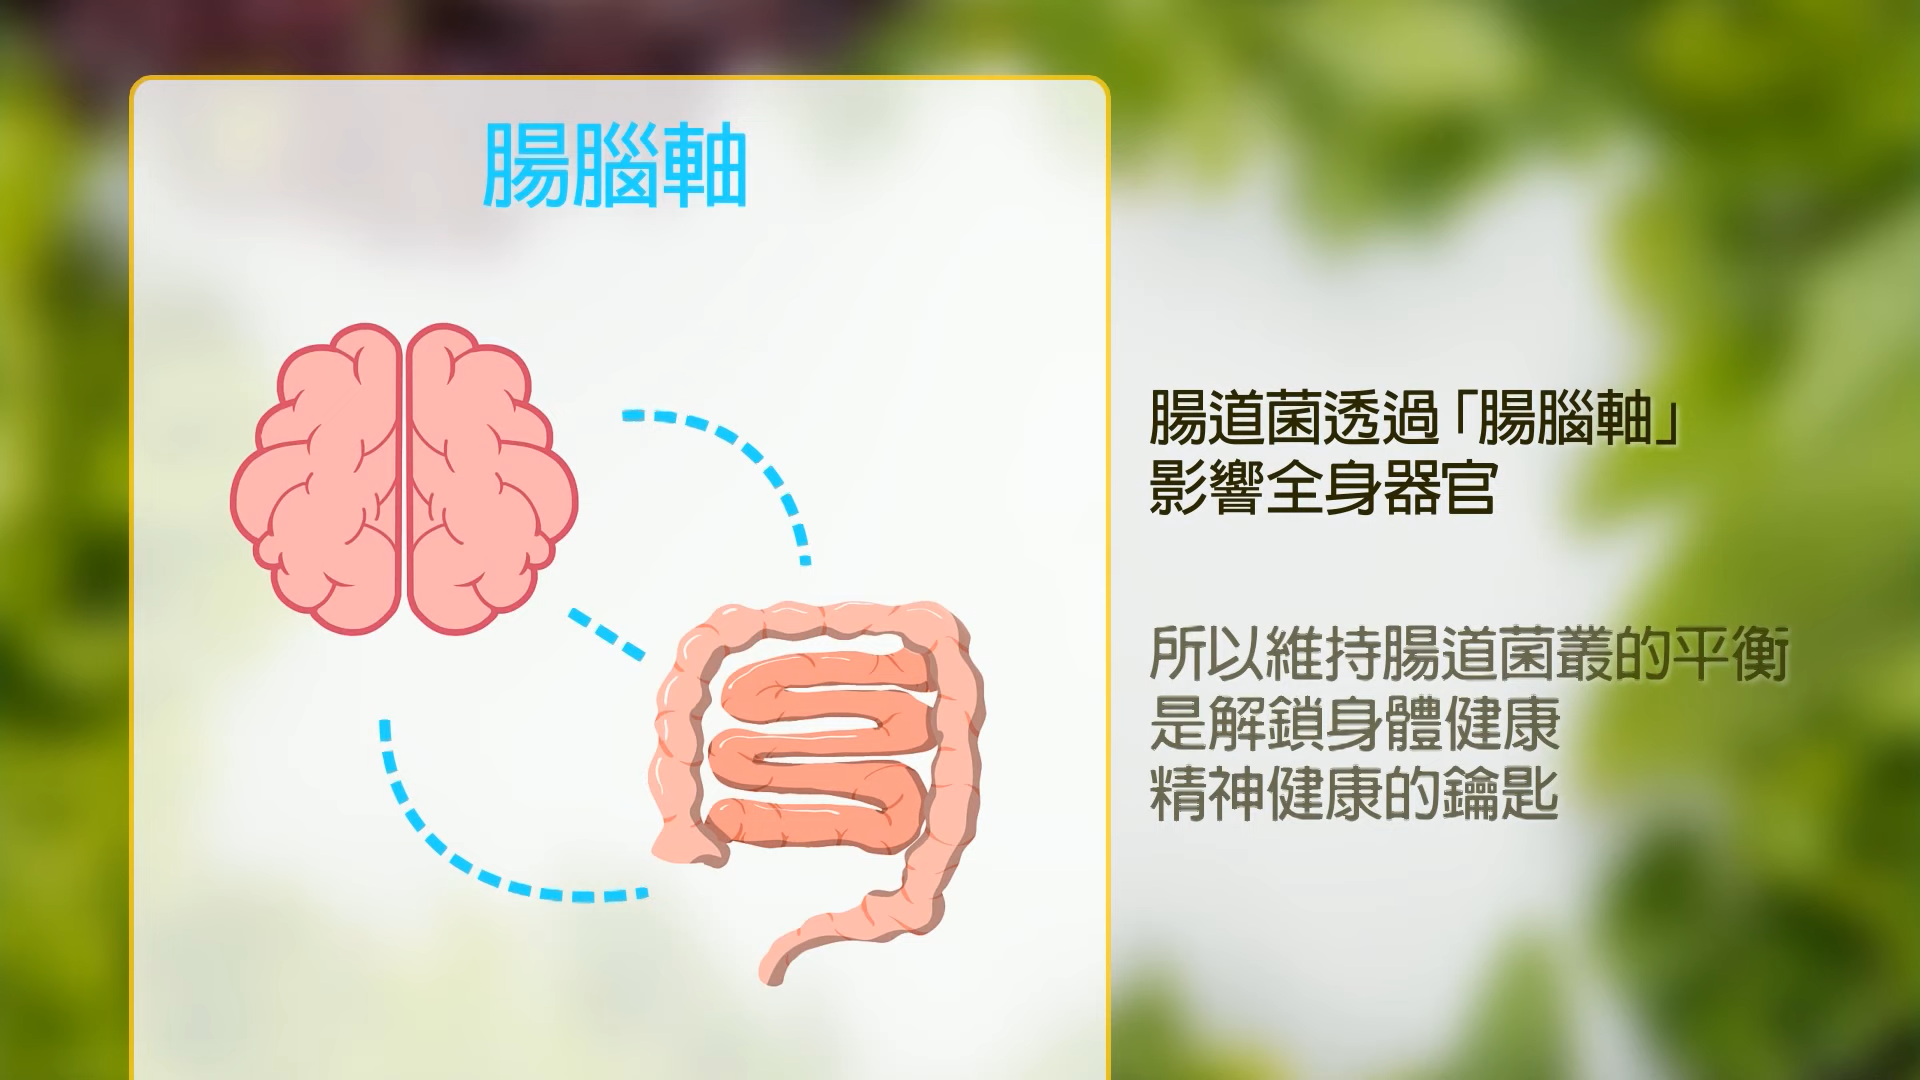 腸腦軸
腸道菌透過「腸腦軸」
影響全身器官
所以維持腸道菌叢的平衡
是解鎖身體健康
精神健康的鑰匙